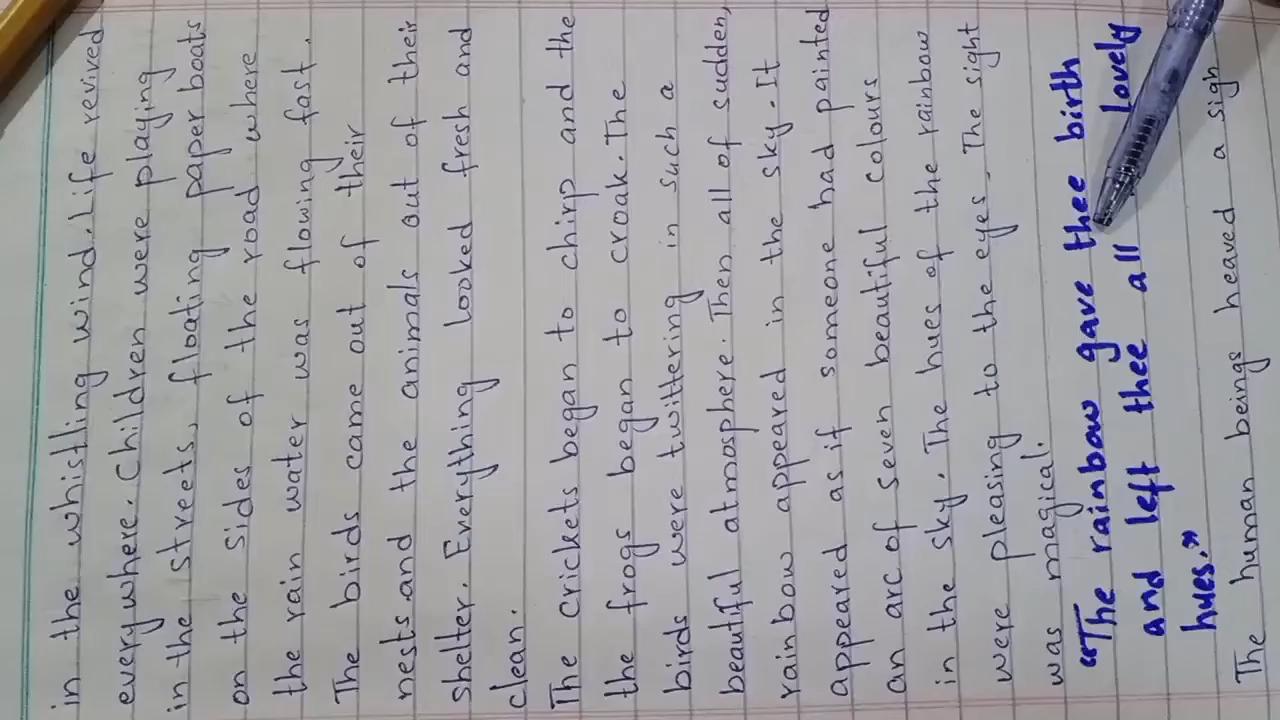 in the whistling wind. Life revived
everywhere. Children were playing
in the streets, floating paper boats
on the sides of the road where
the rain water was flowing fast.
The birds came out of their
nests and the animals out of their
shelter. Everything looked fresh and
clean.
The crickets began to chirp and the
the frogs began to croak. The
birds were twittering in such a
beautiful atmosphere. Then all of sudden,
rainbow appeared in the sky. It
appeared as if someone had painted
an arc of seven beautiful colours
in the sky. The hues of the rainbow
were pleasing to the eyes. The sight
was magical.
“The rainbow gave thee birth
and left thee all lovely
hues.”
The human beings heaved a sigh